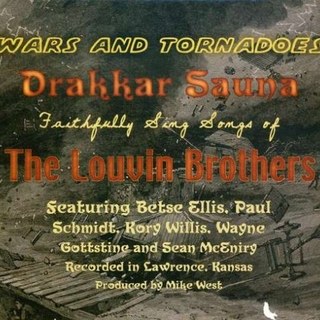 WARS AND TORNADOES
Drakkar Sauna
Faithfully Sing Songs of
The Louvin Brothers
Featuring Betse Ellis, Paul
Schmidt, Kory Willis, Wayne
Gottstine and Sean McEniry
Recorded in Lawrence, Kansas
Produced by Mike West